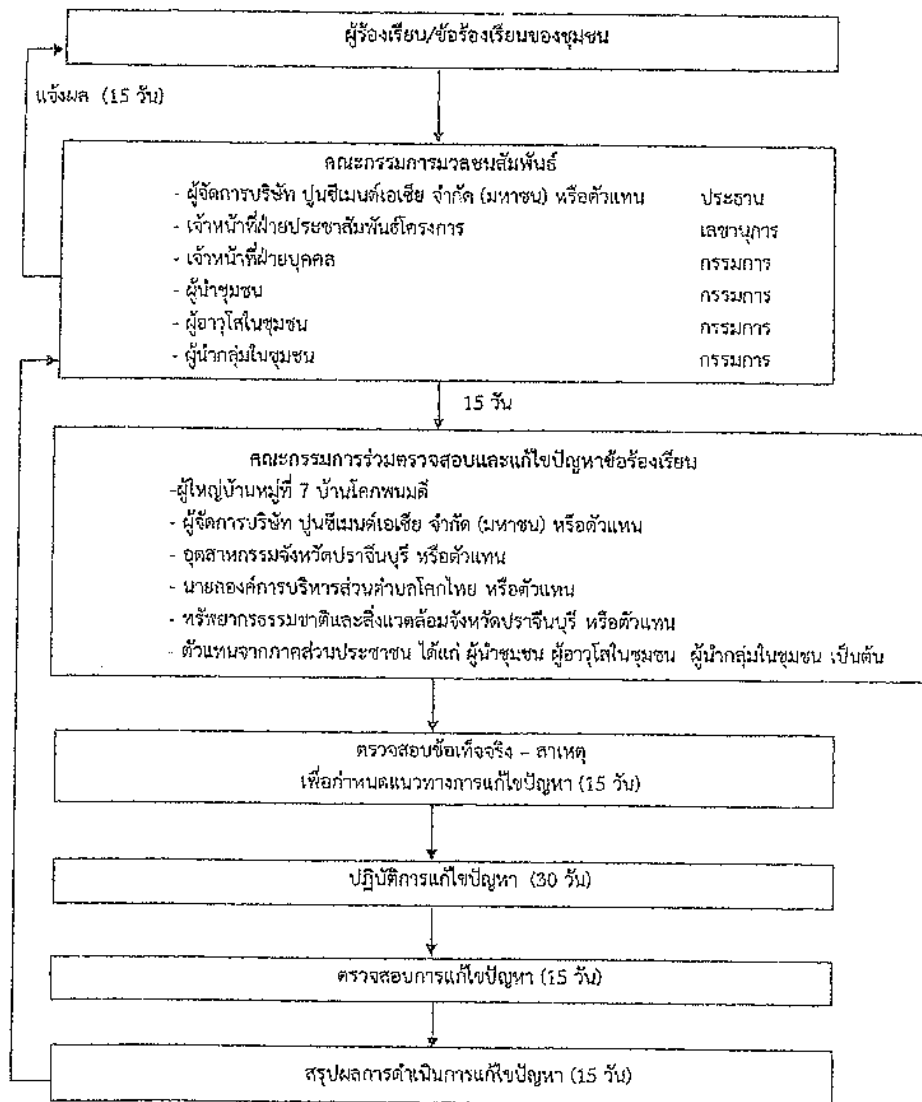 ผู้ร้องเรียน/ข้อร้องเรียนของชุมชน
แจ้งผล (15 วัน)
คณะกรรมการมวลชนสัมพันธ์
- ผู้จัดการบริษัท ปูนซีเมนต์เอเชีย จำกัด (มหาชน) หรือตัวแทน ประธาน
- เจ้าหน้าที่ฝ่ายประชาสัมพันธ์โครงการ เลขานุการ
- เจ้าหน้าที่ฝ่ายบุคคล กรรมการ
- ผู้นำชุมชน กรรมการ
- ผู้อาวุโสในชุมชน กรรมการ
- ผู้นำกลุ่มในชุมชน กรรมการ
15 วัน
คณะกรรมการร่วมตรวจสอบและแก้ไขปัญหาข้อร้องเรียน
-ผู้ใหญ่บ้านหมู่ที่ 7 บ้านโคกพนมดี
- ผู้จัดการบริษัท ปูนซีเมนต์เอเชีย จำกัด (มหาชน) หรือตัวแทน
- อุตสาหกรรมจังหวัดปราจีนบุรี หรือตัวแทน
- นายกองค์การบริหารส่วนตำบลโคกไทย หรือตัวแทน
- ทรัพยากรธรรมชาติและสิ่งแวดล้อมจังหวัดปราจีนบุรี หรือตัวแทน
- ตัวแทนจากภาคส่วนประชาชน ได้แก่ ผู้นำชุมชน ผู้อาวุโสในชุมชน ผู้นำกลุ่มในชุมชน เป็นต้น
ตรวจสอบข้อเท็จจริง – สาเหตุ
เพื่อกำหนดแนวทางการแก้ไขปัญหา (15 วัน)
ปฏิบัติการแก้ไขปัญหา (30 วัน)
ตรวจสอบการแก้ไขปัญหา (15 วัน)
สรุปผลการดำเนินการแก้ไขปัญหา (15 วัน)